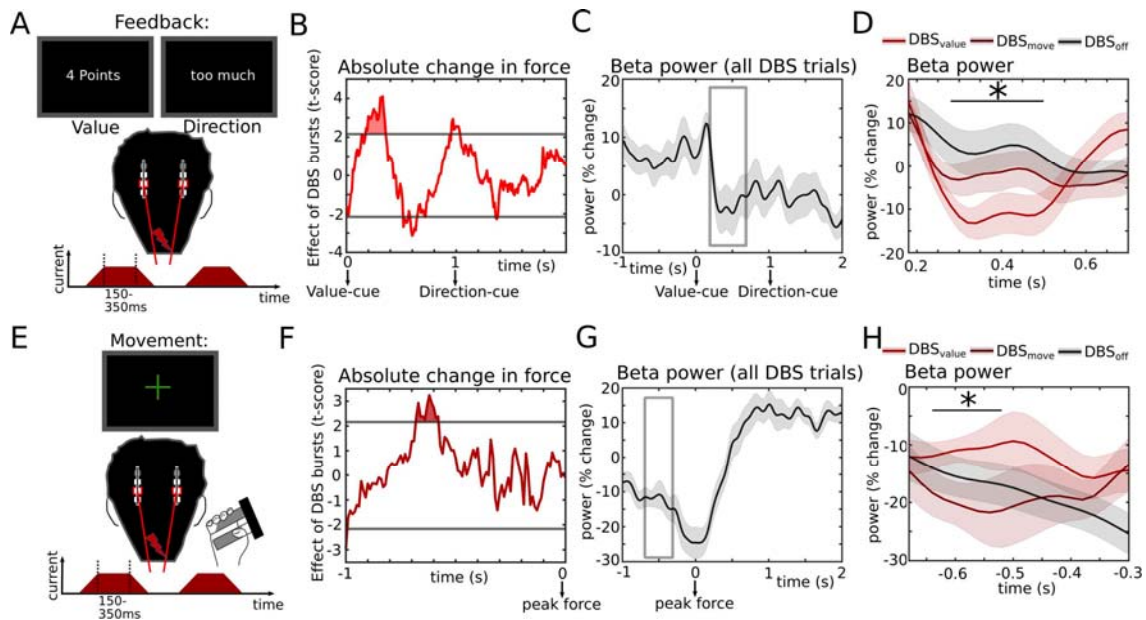 A
Feedback:
4 Points
too much
Value
Direction
current
150-
350ms
time
B
Absolute change in force
Effect of DBS bursts (t-score)
4
2
0
-2
-4
0
1
time (s)
Value-cue
Direction-cue
C
Beta power (all DBS trials)
power (% change)
20
10
0
-10
-1
0
1
2
time (s)
Value-cue
Direction-cue
D
DBSvalue
DBSmove
DBSoff
Beta power
*
power (% change)
20
10
0
-10
-20
0.2
0.4
0.6
time (s)
E
Movement:
current
150-
350ms
time
F
Absolute change in force
Effect of DBS bursts (t-score)
3
2
1
0
-1
-2
-3
-1
0
time (s)
peak force
G
Beta power (all DBS trials)
power (% change)
20
10
0
-10
-20
-30
-1
0
1
2
time (s)
peak force
H
DBSvalue
DBSmove
DBSoff
Beta power
*
power (% change)
0
-10
-20
-30
-0.6
-0.5
-0.4
-0.3
time (s)